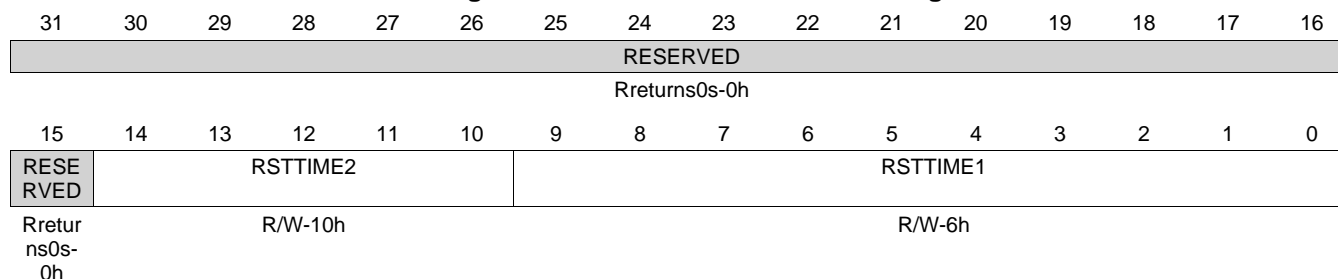 31 30 29 28 27 26 25 24 23 22 21 20 19 18 17 16
RESERVED
Rreturns0s-0h
15 14 13 12 11 10 9 8 7 6 5 4 3 2 1 0
RESE
RVED
RSTTIME2
RSTTIME1
Rretur
ns0s-
0h
R/W-10h
R/W-6h